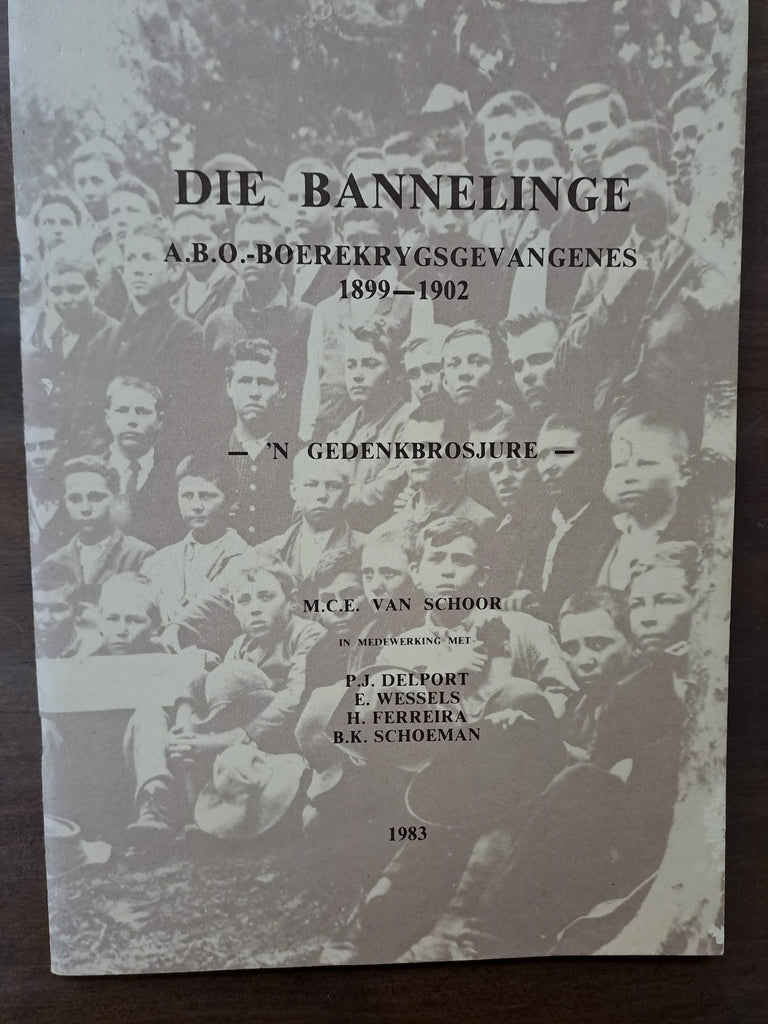 DIE BANNELINGE
A.B.O.-BOEREKRYGSGEVANGENES
1899—1902
— 'N GEDENKBROSJURE —
M.C.E. VAN SCHOOR
IN MEDEWERKING MET
P.J. DELPORT
E. WESSELS
H. FERREIRA
B.K. SCHOEMAN
1983